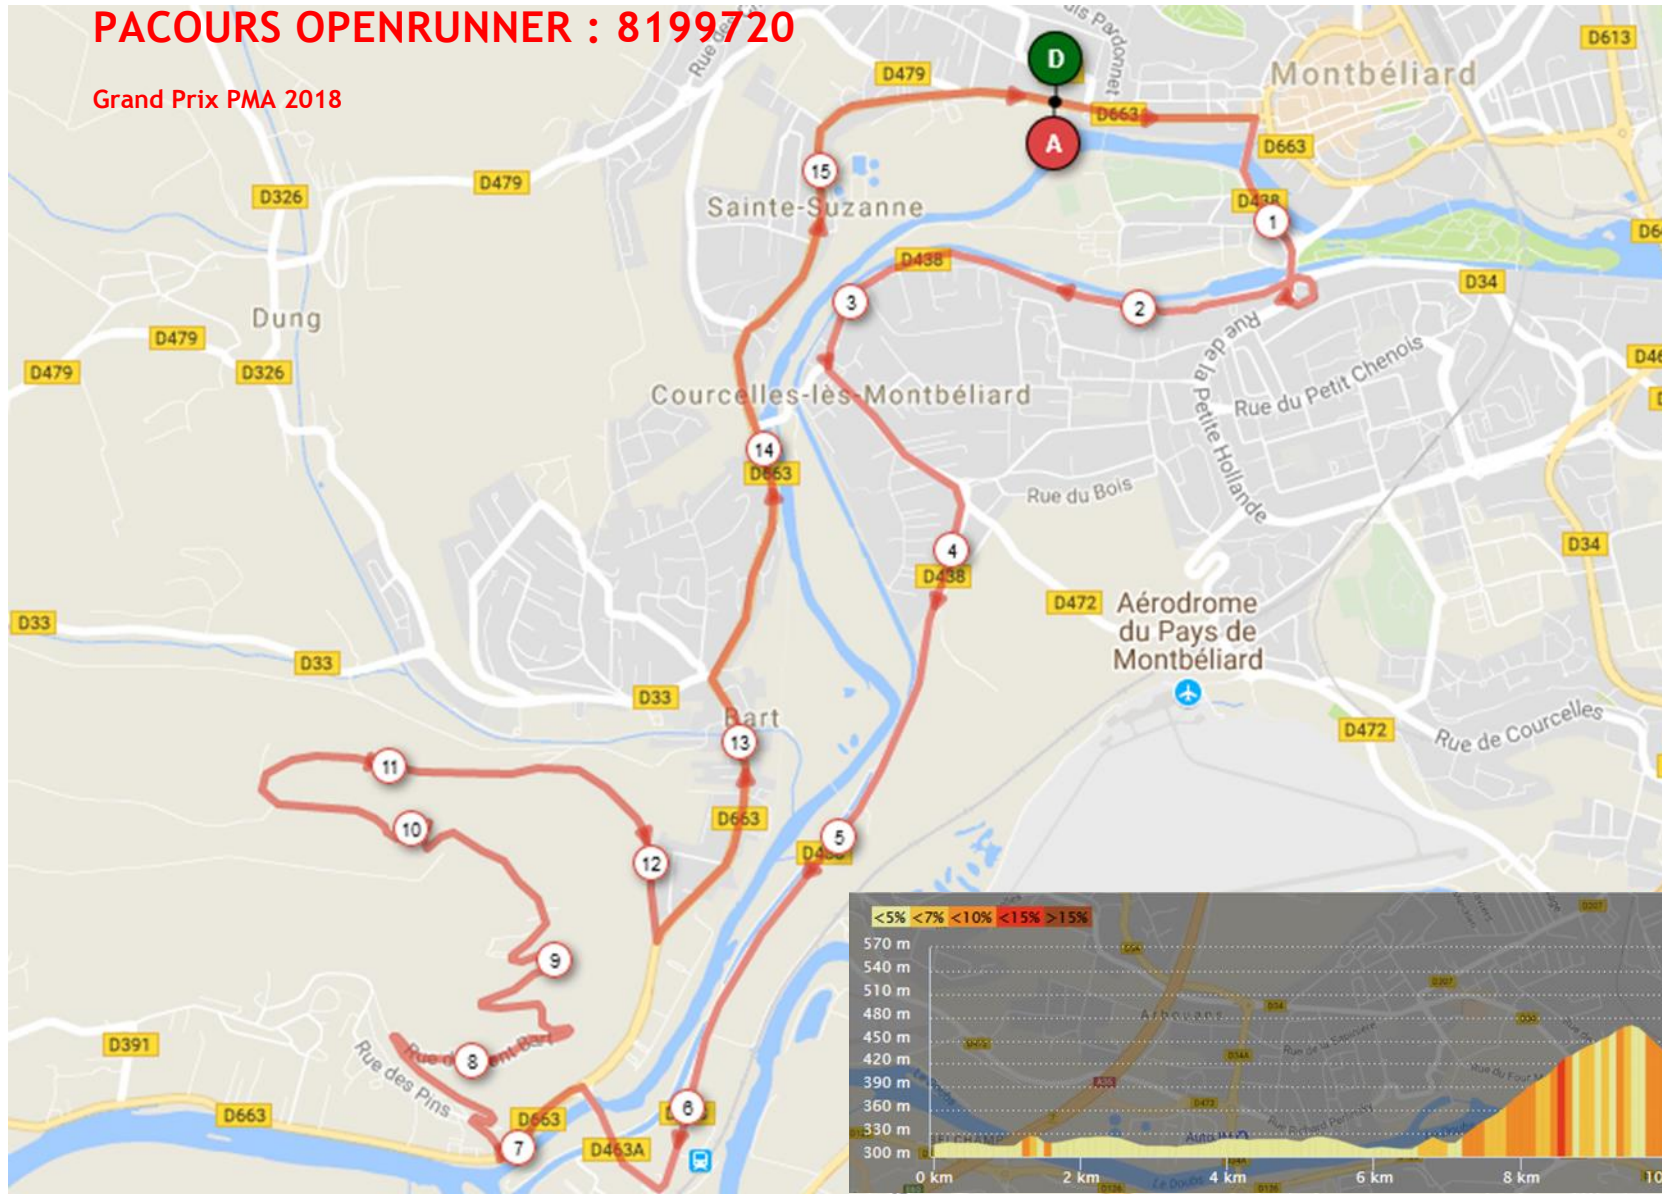 PACOURS OPENRUNNER : 8199720
Grand Prix PMA 2018
D
A
D479
D663
Montbéliard
D613
D663
D479
D326
15
Sainte-Suzanne
D438
1
D438
D34
3
2
Dung
D479
D326
D479
Rue de la Petite Hollande
Rue du Petit Chenois
Courcelles-lès-Montbéliard
14
D663
Rue du Bois
4
D438
D34
D472
Aérodrome
du Pays de
Montbéliard
D33
D33
D33
Bart
13
D472
Rue de Courcelles
11
10
D663
12
5
9
8
D391
Rue des Pins
D663
D663
7
D463A
6
<5% <7% <10% <15% >15%
570 m
540 m
510 m
480 m
450 m
420 m
390 m
360 m
330 m
300 m
0 km
2 km
4 km
6 km
8 km
10
Arbouans